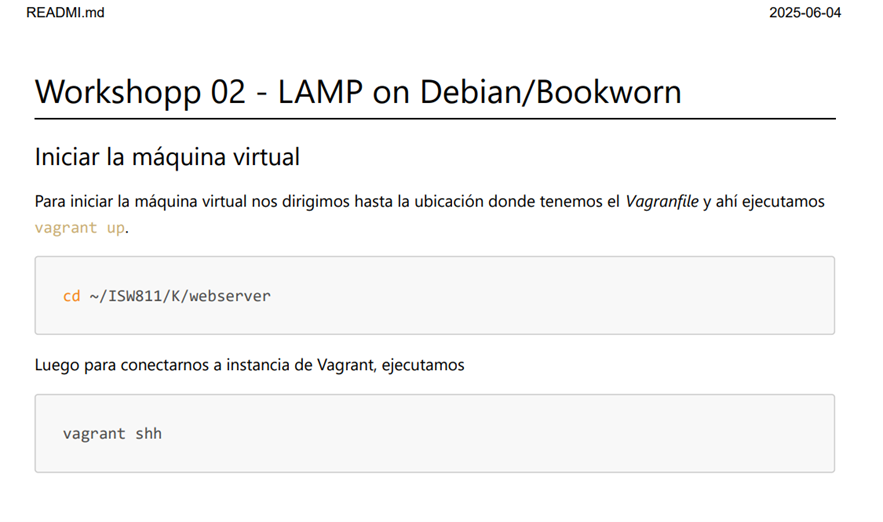 READMI.md 2025-06-04
Workshopp 02 - LAMP on Debian/Bookworn
Iniciar la máquina virtual
Para iniciar la máquina virtual nos dirigimos hasta la ubicación donde tenemos el Vagranfile y ahí ejecutamos
vagrant up.
cd ~/ISW811/K/webserver
Luego para conectarnos a instancia de Vagrant, ejecutamos
vagrant shh